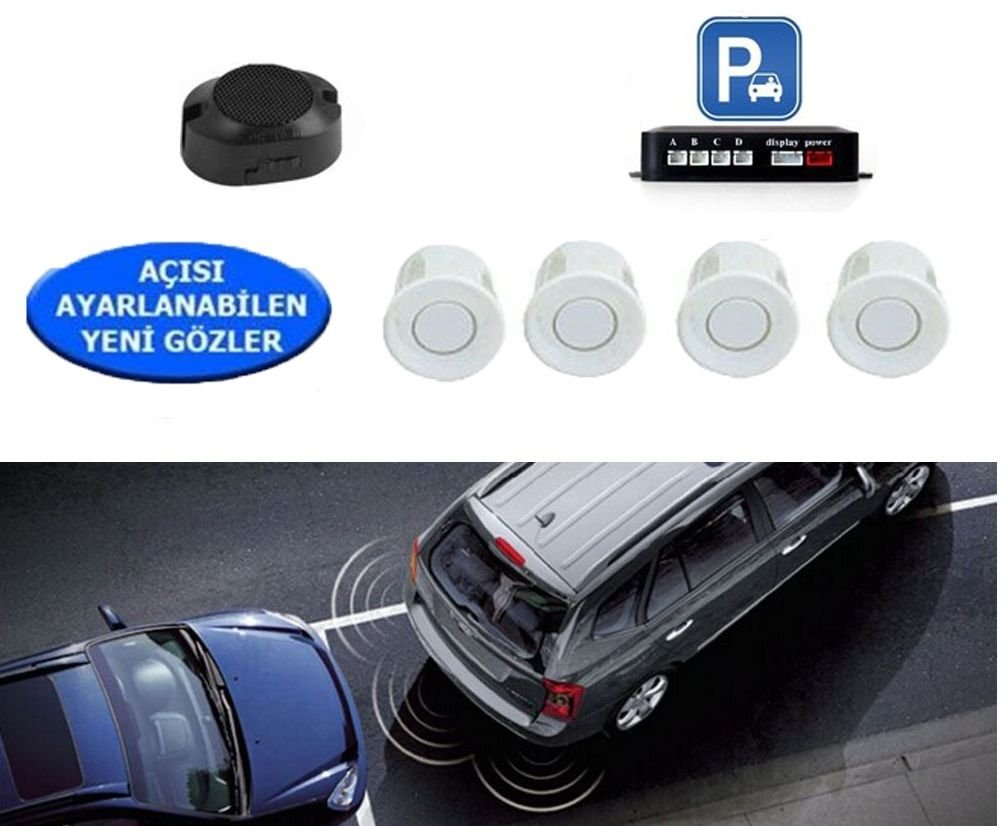 P
A B C D display power
AÇISI
AYARLANABİLEN
YENİ GÖZLER